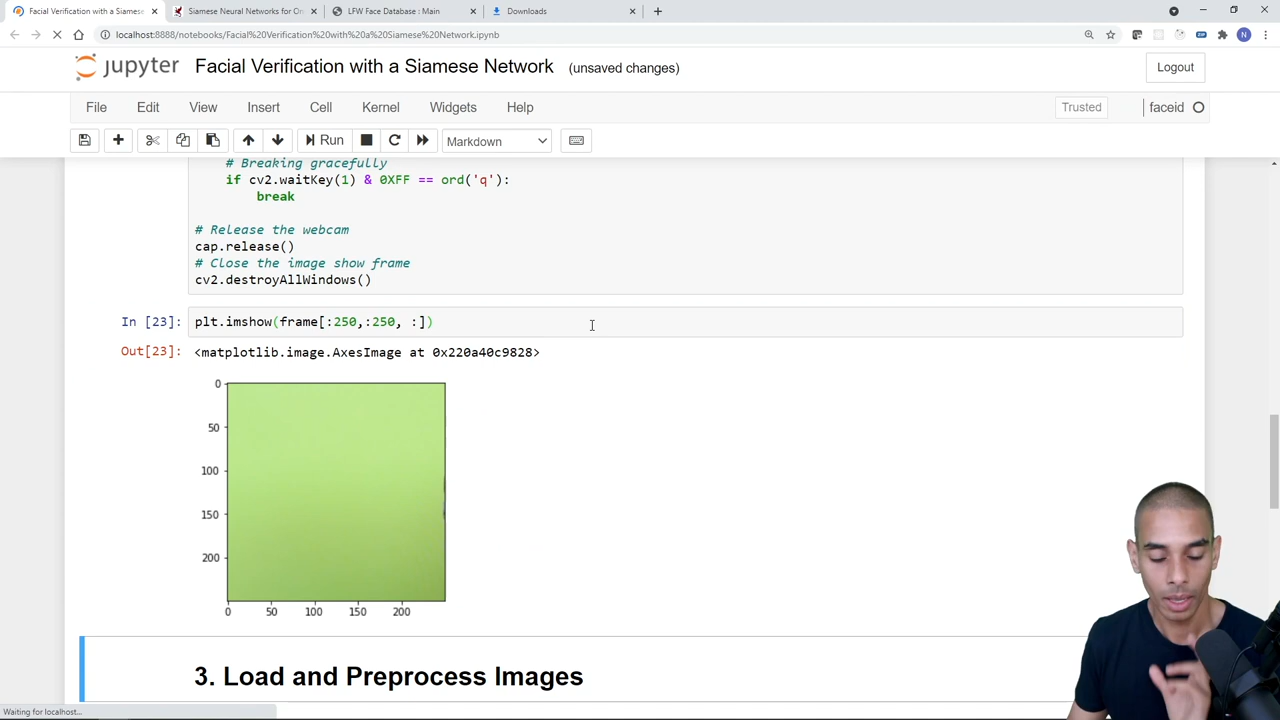 Facial Verification with a Siamese
Siamese Neural Networks for On
LFW Face Database : Main
Downloads
localhost:8888/notebooks/Facial%20Verification%20with%20a%20Siamese%20Network.ipynb
N
jupyter
Facial Verification with a Siamese Network (unsaved changes)
Logout
File Edit View Insert Cell Kernel Widgets Help
Trusted
faceid
Run
Markdown
# Breaking gracefully
if cv2.waitKey(1) & 0XFF == ord('q'):
break
# Release the webcam
cap.release()
# Close the image show frame
cv2.destroyAllWindows()
In [23]: plt.imshow(frame[:250,:250, :])
Out[23]: <matplotlib.image.AxesImage at 0x220a40c9828>
0
50
100
150
200
0 50 100 150 200
3. Load and Preprocess Images
Waiting for localhost...